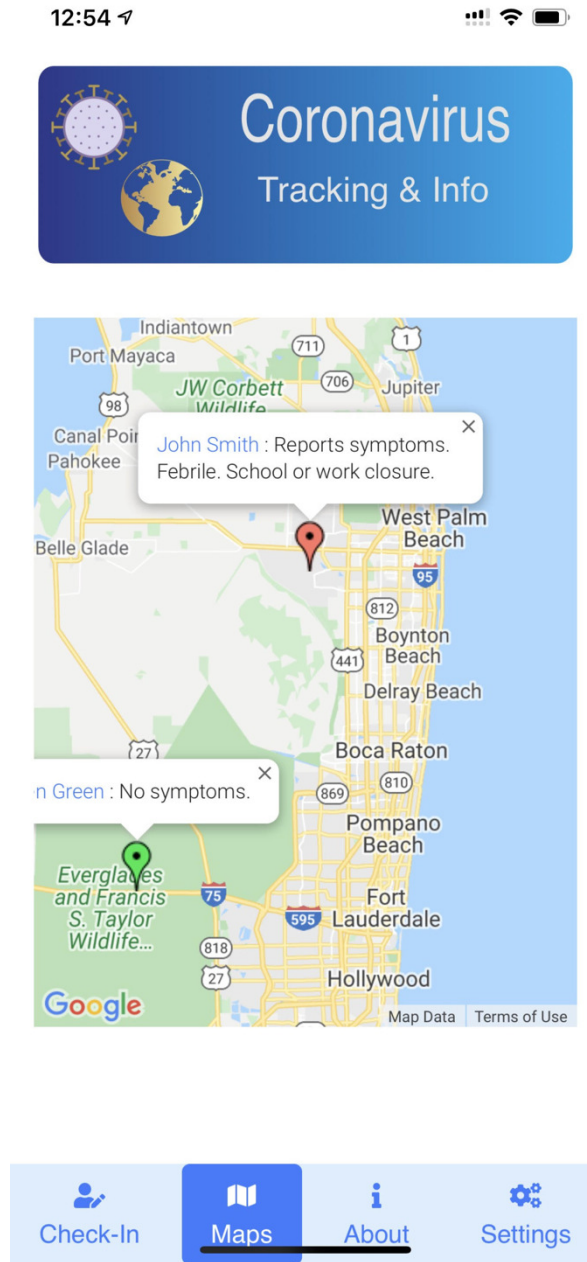 12:54
Coronavirus
Tracking & Info
Indiantown
Port Mayaca
711
1
98
JW Corbett
Wildlife
706
Jupiter
Canal Poin
Pahokee
John Smith : Reports symptoms.
Febrile. School or work closure.
West Palm
Beach
Belle Glade
95
812
Boynton
Beach
441
Delray Beach
27
Boca Raton
n Green : No symptoms.
869
810
Pompano
Beach
Everglades
and Francis
S. Taylor
Wildlife...
75
595
Fort
Lauderdale
818
27
Hollywood
Google
Map Data
Terms of Use
Check-In
Maps
About
Settings